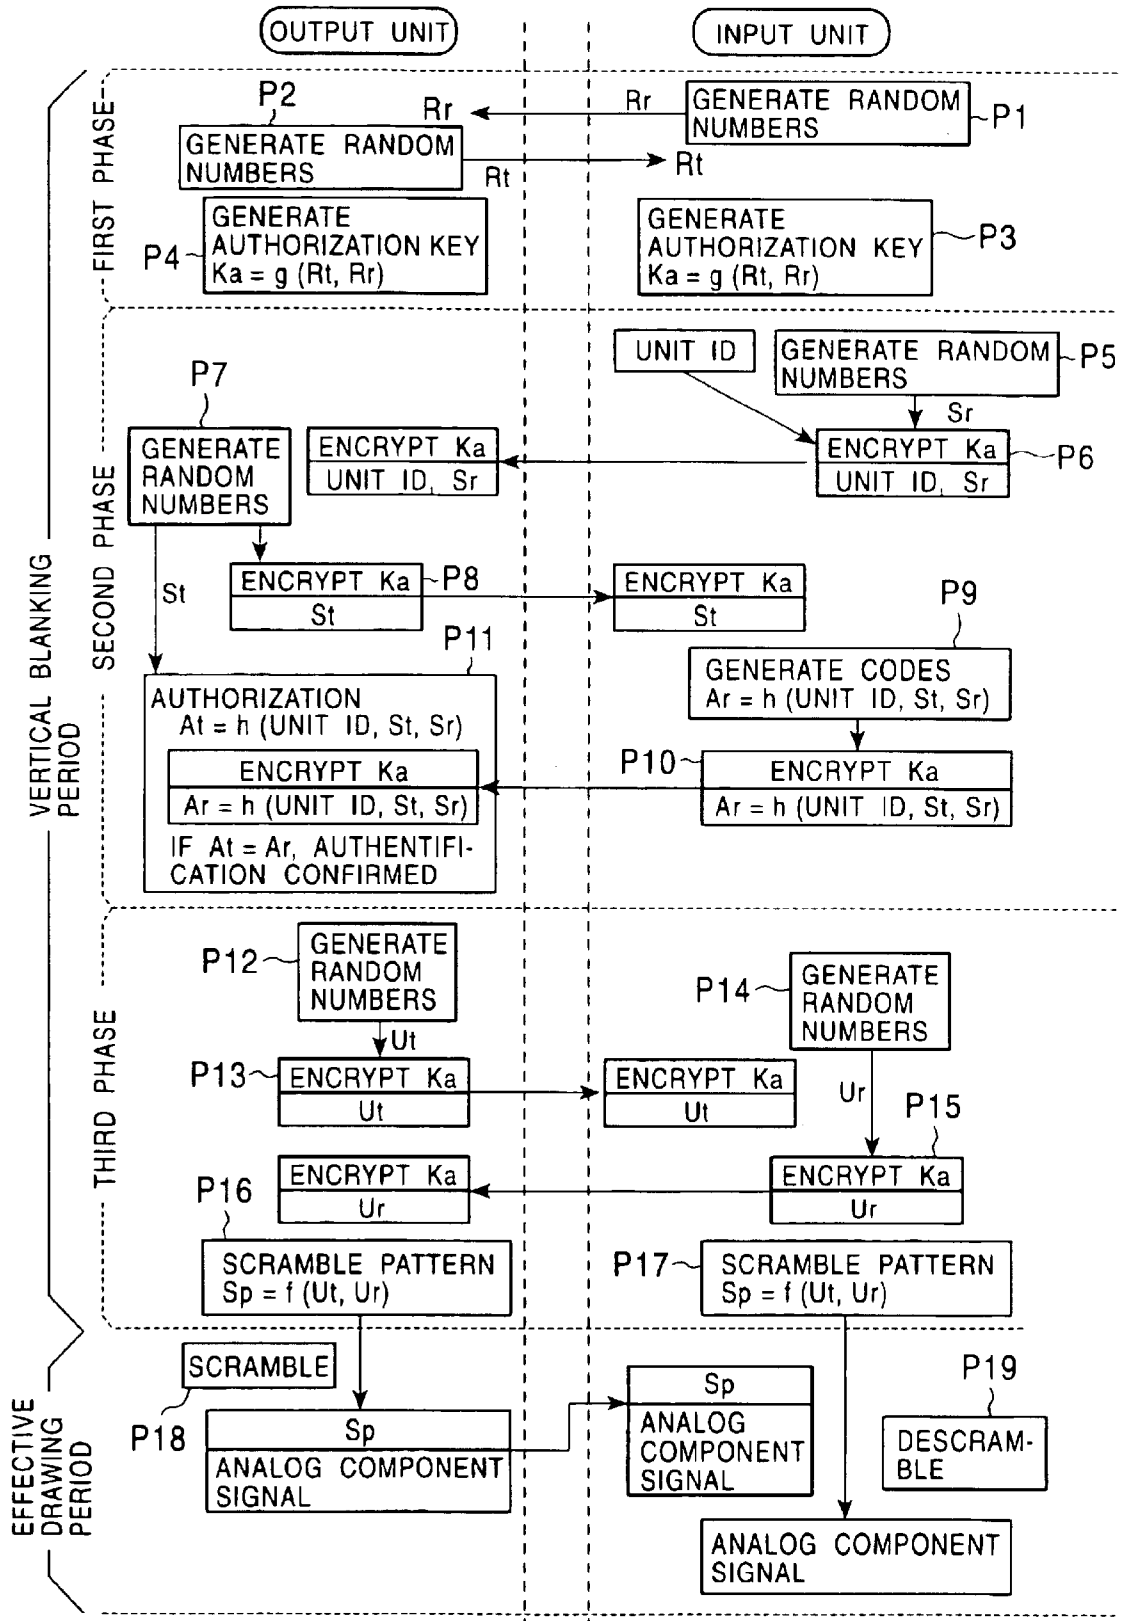 OUTPUT UNIT
INPUT UNIT
VERTICAL BLANKING
PERIOD
FIRST PHASE
P2
GENERATE RANDOM
NUMBERS
Rr
Rr
GENERATE RANDOM
NUMBERS
P1
Rt
Rt
P4
GENERATE
AUTHORIZATION KEY
Ka = g (Rt, Rr)
GENERATE
AUTHORIZATION KEY
Ka = g (Rt, Rr)
P3
SECOND PHASE
UNIT ID
GENERATE RANDOM
NUMBERS
P5
Sr
P7
GENERATE
RANDOM
NUMBERS
ENCRYPT Ka
UNIT ID, Sr
ENCRYPT Ka
UNIT ID, Sr
P6
St
ENCRYPT Ka
St
P8
ENCRYPT Ka
St
P9
GENERATE CODES
Ar = h (UNIT ID, St, Sr)
P11
AUTHORIZATION
At = h (UNIT ID, St, Sr)
ENCRYPT Ka
Ar = h (UNIT ID, St, Sr)
IF At = Ar, AUTHENTIFI-
CATION CONFIRMED
P10
ENCRYPT Ka
Ar = h (UNIT ID, St, Sr)
THIRD PHASE
P12
GENERATE
RANDOM
NUMBERS
Ut
P14
GENERATE
RANDOM
NUMBERS
P13
ENCRYPT Ka
Ut
ENCRYPT Ka
Ut
Ur
P15
ENCRYPT Ka
Ur
ENCRYPT Ka
Ur
P16
SCRAMBLE PATTERN
Sp = f (Ut, Ur)
P17
SCRAMBLE PATTERN
Sp = f (Ut, Ur)
EFFECTIVE
DRAWING
PERIOD
SCRAMBLE
P18
Sp
ANALOG COMPONENT
SIGNAL
Sp
ANALOG
COMPONENT
SIGNAL
P19
DESCRAM-
BLE
ANALOG COMPONENT
SIGNAL